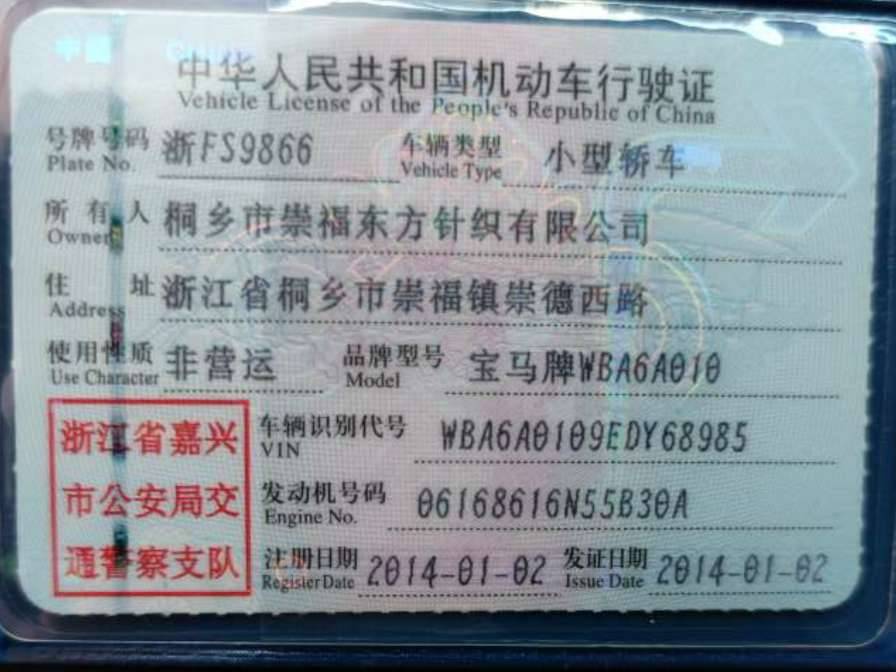 中华人民共和国机动车行驶证
Vehicle License of the People's Republic of China
号牌号码 浙FS9866 车辆类型 小型轿车
Plate No. Vehicle Type
所有人 桐乡市崇福东方针织有限公司
Owner
住址 浙江省桐乡市崇福镇崇德西路
Address
使用性质 非营运 品牌型号 宝马牌WBA6A010
Use Character Model
浙江省嘉兴
市公安局交
通警察支队
车辆识别代号 WBA6A0109EDY68985
VIN
发动机号码 06168616N55B30A
Engine No.
注册日期 2014-01-02 发证日期 2014-01-02
Register Date Issue Date